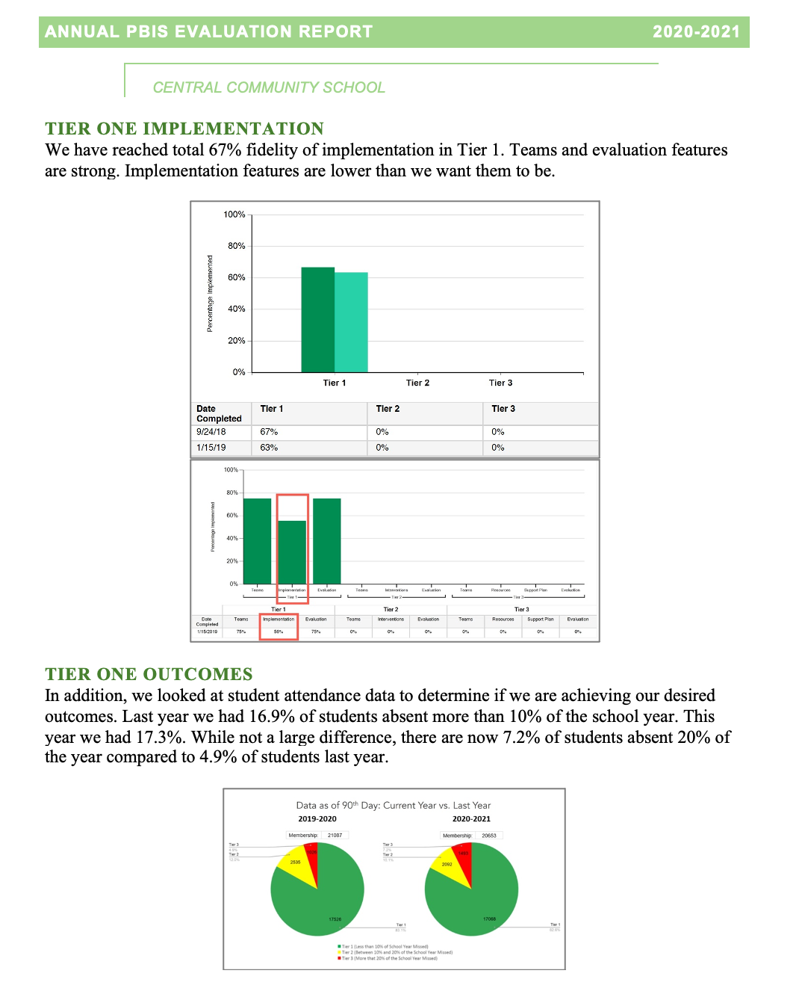 ANNUAL PBIS EVALUATION REPORT 2020-2021
CENTRAL COMMUNITY SCHOOL
TIER ONE IMPLEMENTATION
We have reached total 67% fidelity of implementation in Tier 1. Teams and evaluation features
are strong. Implementation features are lower than we want them to be.
100%
80%
60%
40%
20%
0%
Percentage Implemented
Tier 1 Tier 2 Tier 3
Date Completed Tier 1 Tier 2 Tier 3
9/24/18 67% 0% 0%
1/15/19 63% 0% 0%
100%
80%
60%
40%
20%
0%
Percentage Implemented
Teams Implementation Evaluation Teams Interventions Evaluation Teams Resources Support Plan Evaluation
Tier 1 Tier 2 Tier 3
Tier 1 Tier 2 Tier 3
Date Completed Teams Implementation Evaluation Teams Interventions Evaluation Teams Resources Support Plan Evaluation
1/15/2019 75% 56% 75% 0% 0% 0% 0% 0% 0% 0%
TIER ONE OUTCOMES
In addition, we looked at student attendance data to determine if we are achieving our desired
outcomes. Last year we had 16.9% of students absent more than 10% of the school year. This
year we had 17.3%. While not a large difference, there are now 7.2% of students absent 20% of
the year compared to 4.9% of students last year.
Data as of 90th Day: Current Year vs. Last Year
2019-2020 2020-2021
Membership: 21087 Membership: 20653
Tier 3
4.9%
Tier 2
12.0%
2535
17526
Tier 1
83.1%
Tier 3
7.2%
Tier 2
10.1%
1493
2092
17068
Tier 1
82.6%
Tier 1 (Less than 10% of School Year Missed)
Tier 2 (Between 10% and 20% of the School Year Missed)
Tier 3 (More that 20% of the School Year Missed)